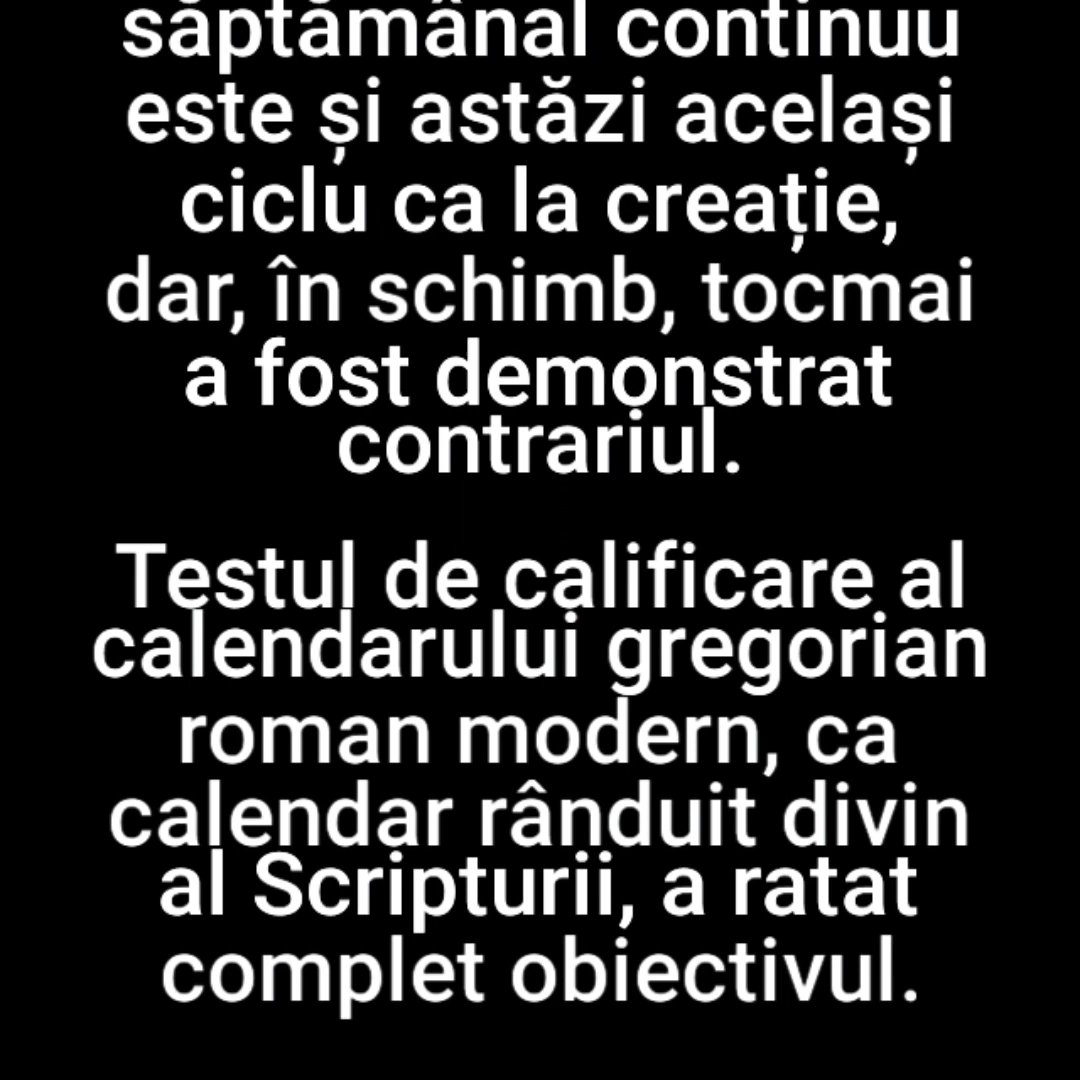 săptămânal continuu
este și astăzi același
ciclu ca la creație,
dar, în schimb, tocmai
a fost demonstrat
contrariul.
Testul de calificare al
calendarului gregorian
roman modern, ca
calendar rânduit divin
al Scripturii, a ratat
complet obiectivul.